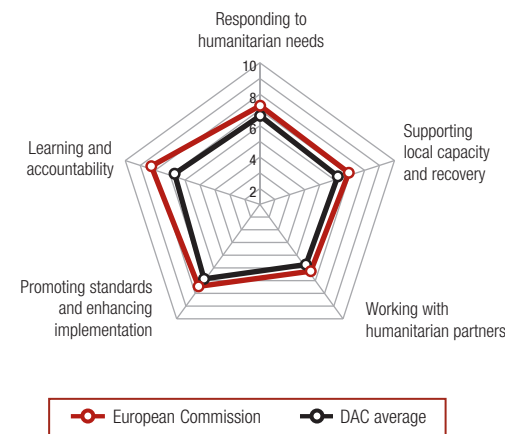 Responding to
humanitarian needs
10
8
6
4
2
Supporting
local capacity
and recovery
Learning and
accountability
Promoting standards
and enhancing
implementation
Working with
humanitarian partners
European Commission
DAC average